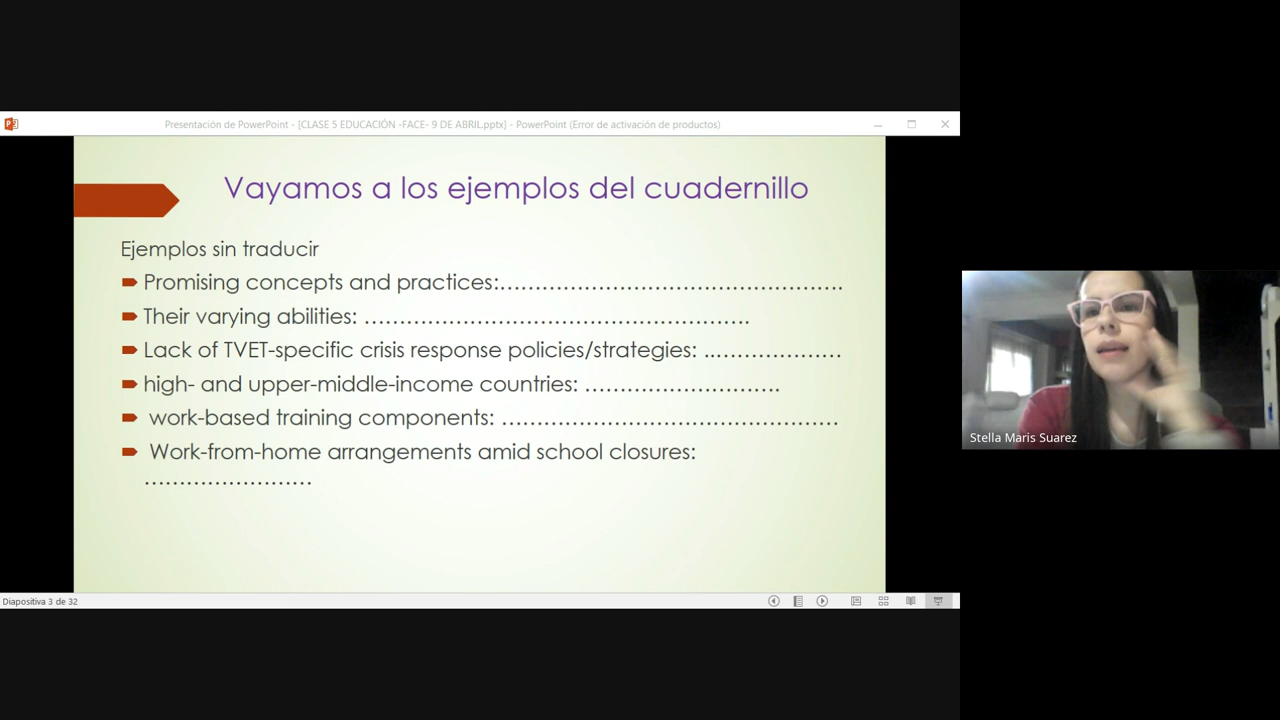 Presentación de PowerPoint - [CLASE 5 EDUCACIÓN -FACE- 9 DE ABRIL.pptx] - PowerPoint (Error de activación de productos)
Vayamos a los ejemplos del cuadernillo
Ejemplos sin traducir
Promising concepts and practices:……………………………………………..
Their varying abilities: ……………………………………………….
Lack of TVET-specific crisis response policies/strategies: ..………………
high- and upper-middle-income countries: ……………………….
work-based training components: …………………………………………
Work-from-home arrangements amid school closures:
……………………
Stella Maris Suarez
Diapositiva 3 de 32